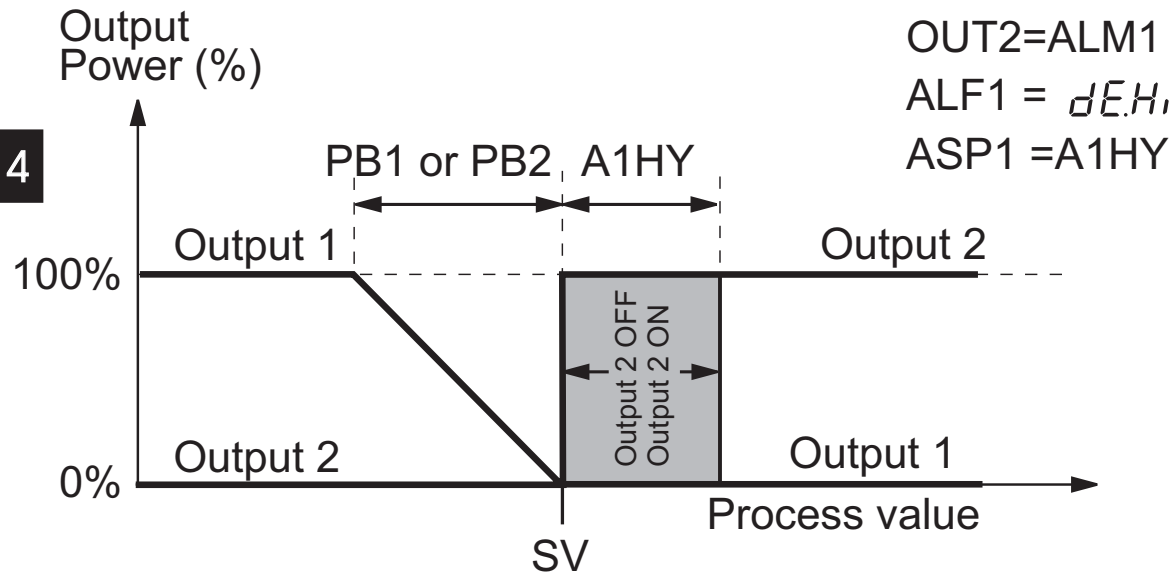 Output
Power (%)
OUT2=ALM1
ALF1 = dE.Hi
ASP1 =A1HY
4
PB1 or PB2
A1HY
Output 1
Output 2
100%
Output 2 OFF
Output 2 ON
Output 2
Output 1
0%
Process value
SV